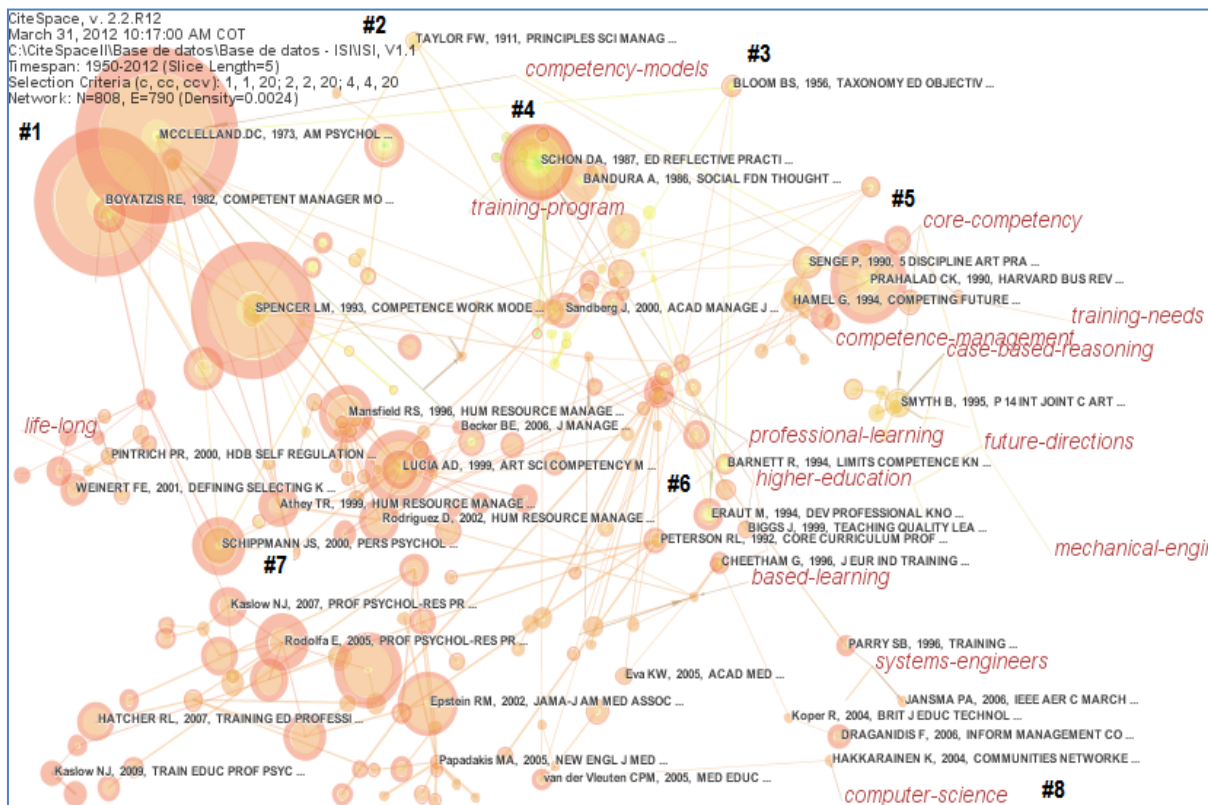 CiteSpace, v. 2.2.R12
March 31, 2012 10:17:00 AM COT
C:\CiteSpaceII\Base de datos\Base de datos - ISI\ISI, V1.1
Timespan: 1950-2012 (Slice Length=5)
Selection Criteria (c, cc, ccv): 1, 1, 20; 2, 2, 20; 4, 4, 20
Network: N=808, E=790 (Density=0.0024)
#2
TAYLOR FW, 1911, PRINCIPLES SCI MANAG ...
#3
competency-models
BLOOM BS, 1956, TAXONOMY ED OBJECTIV ...
#1
#4
MCCLELLAND.DC, 1973, AM PSYCHOL ...
SCHON DA, 1987, ED REFLECTIVE PRACTI ...
BANDURA A, 1986, SOCIAL FDN THOUGHT ...
BOYATZIS RE, 1982, COMPETENT MANAGER MO ...
training-program
#5
core-competency
SENGE P, 1990, 5 DISCIPLINE ART PRA ...
PRAHALAD CK, 1990, HARVARD BUS REV ...
HAMEL G, 1994, COMPETING FUTURE ...
SPENCER LM, 1993, COMPETENCE WORK MODE ...
Sandberg J, 2000, ACAD MANAGE J ...
training-needs
competence-management
case-based-reasoning
SMYTH B, 1995, P 14 INT JOINT C ART ...
Mansfield RS, 1996, HUM RESOURCE MANAGE ...
Becker BE, 2006, J MANAGE ...
life-long
professional-learning
future-directions
PINTRICH PR, 2000, HDB SELF REGULATION ...
LUCIA AD, 1999, ART SCI COMPETENCY M ...
BARNETT R, 1994, LIMITS COMPETENCE KN ...
higher-education
WEINERT FE, 2001, DEFINING SELECTING K ...
#6
Athey TR, 1999, HUM RESOURCE MANAGE ...
ERAUT M, 1994, DEV PROFESSIONAL KNO ...
Rodriguez D, 2002, HUM RESOURCE MANAGE ...
BIGGS J, 1999, TEACHING QUALITY LEA ...
PETERSON RL, 1992, CORE CURRICULUM PROF ...
SCHIPPMANN JS, 2000, PERS PSYCHOL ...
mechanical-engi
#7
CHEETHAM G, 1996, J EUR IND TRAINING ...
based-learning
Kaslow NJ, 2007, PROF PSYCHOL-RES PR ...
Rodolfa E, 2005, PROF PSYCHOL-RES PR ...
PARRY SB, 1996, TRAINING ...
systems-engineers
Eva KW, 2005, ACAD MED ...
Epstein RM, 2002, JAMA-J AM MED ASSOC ...
JANSMA PA, 2006, IEEE AER C MARCH ...
HATCHER RL, 2007, TRAINING ED PROFESSI ...
Koper R, 2004, BRIT J EDUC TECHNOL ...
DRAGANIDIS F, 2006, INFORM MANAGEMENT CO ...
Papadakis MA, 2005, NEW ENGL J MED ...
HAKKARAINEN K, 2004, COMMUNITIES NETWORKE ...
Kaslow NJ, 2009, TRAIN EDUC PROF PSYC ...
van der Vleuten CPM, 2005, MED EDUC ...
#8
computer-science